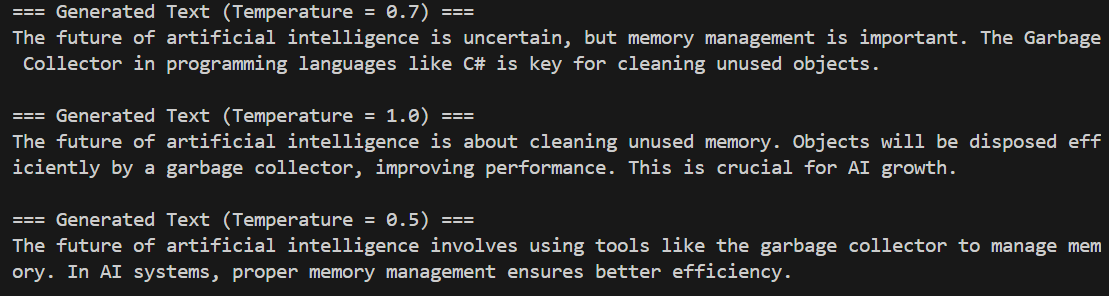 === Generated Text (Temperature = 0.7) ===
The future of artificial intelligence is uncertain, but memory management is important. The Garbage
 Collector in programming languages like C# is key for cleaning unused objects.
=== Generated Text (Temperature = 1.0) ===
The future of artificial intelligence is about cleaning unused memory. Objects will be disposed eff
iciently by a garbage collector, improving performance. This is crucial for AI growth.
=== Generated Text (Temperature = 0.5) ===
The future of artificial intelligence involves using tools like the garbage collector to manage mem
ory. In AI systems, proper memory management ensures better efficiency.